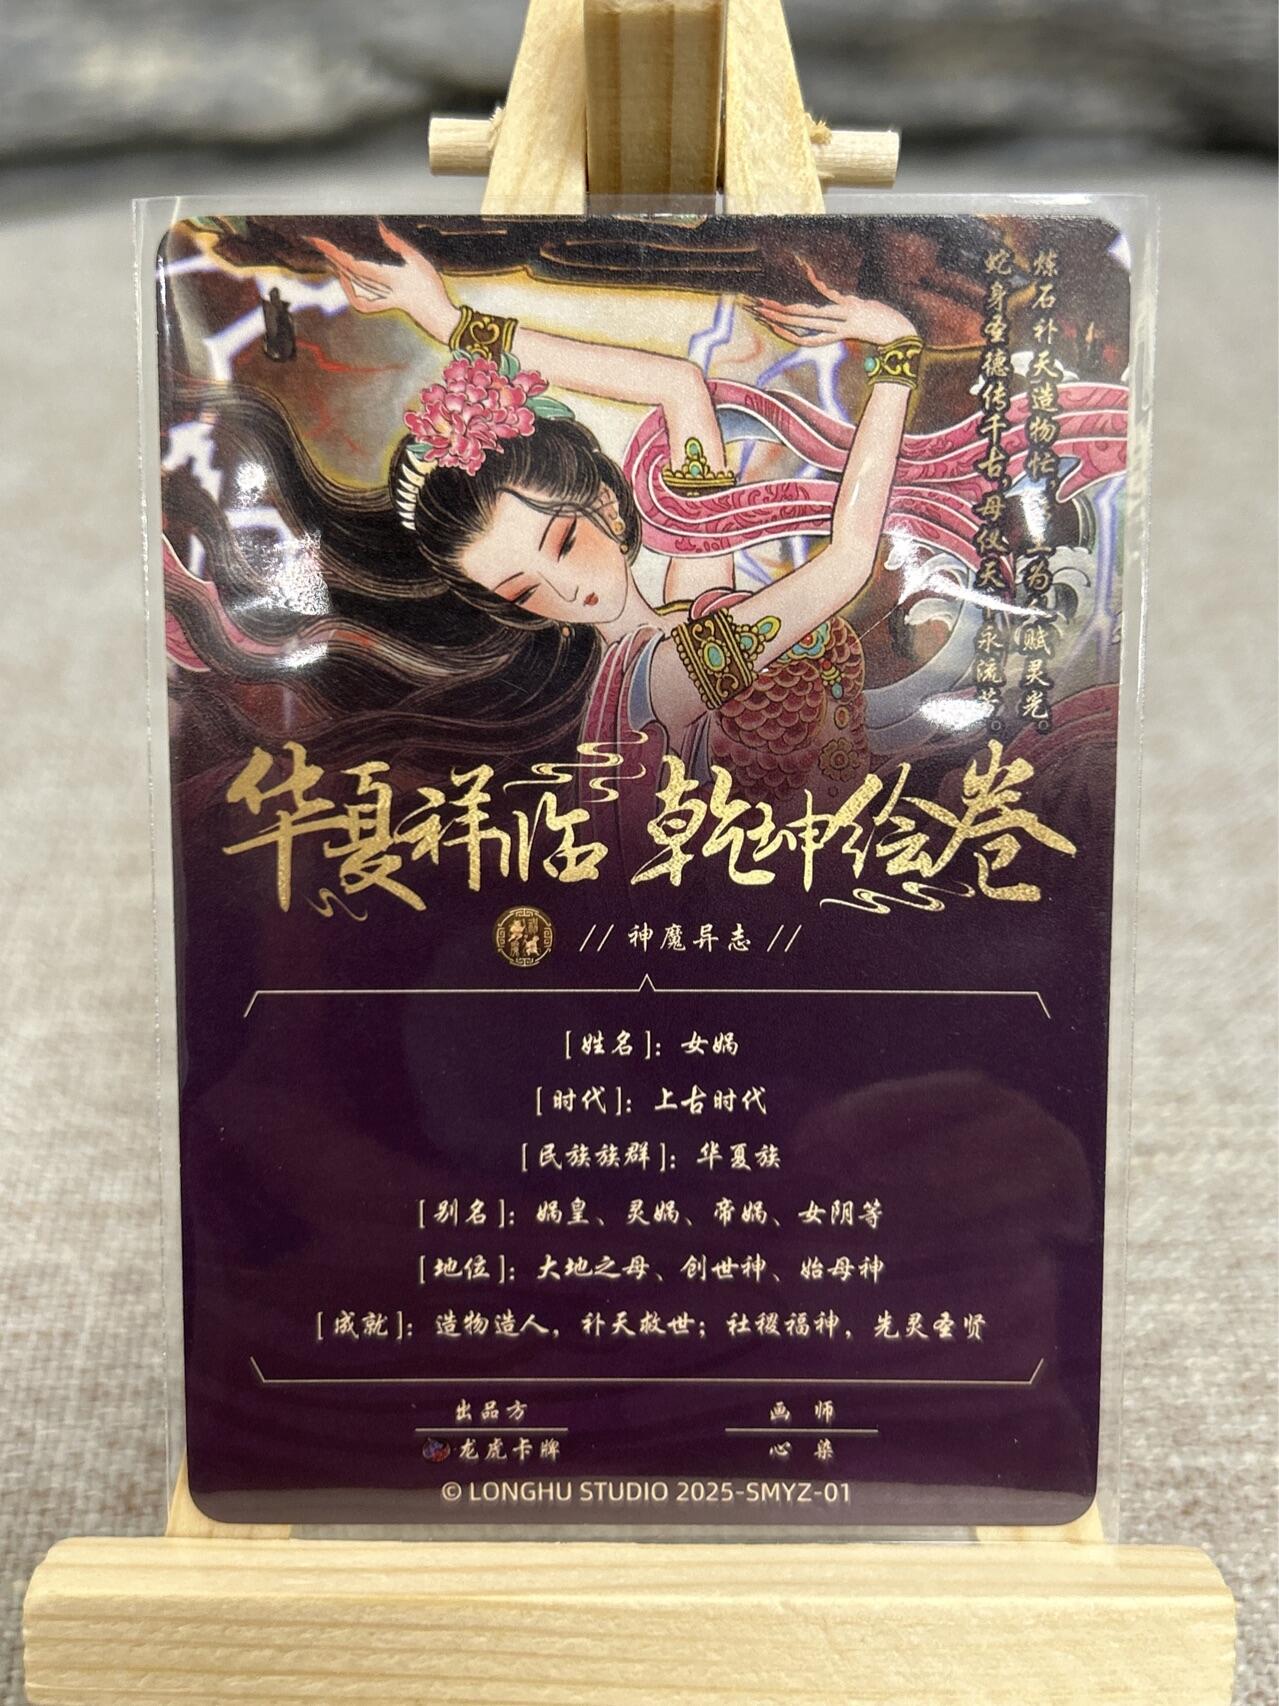 炼石补天造物忙，为人赋灵光。
蛇身圣德传千古，母仪天下永流芳。
华夏祥临 乾坤绘卷
// 神魔异志 //
[姓名]：女娲
[时代]：上古时代
[民族族群]：华夏族
[别名]：娲皇、灵娲、帝娲、女阴等
[地位]：大地之母、创世神、始母神
[成就]：造物造人，补天救世；社稷福神，先灵圣贤
出品方 画师
龙虎卡牌 心染
© LONGHU STUDIO 2025-SMYZ-01